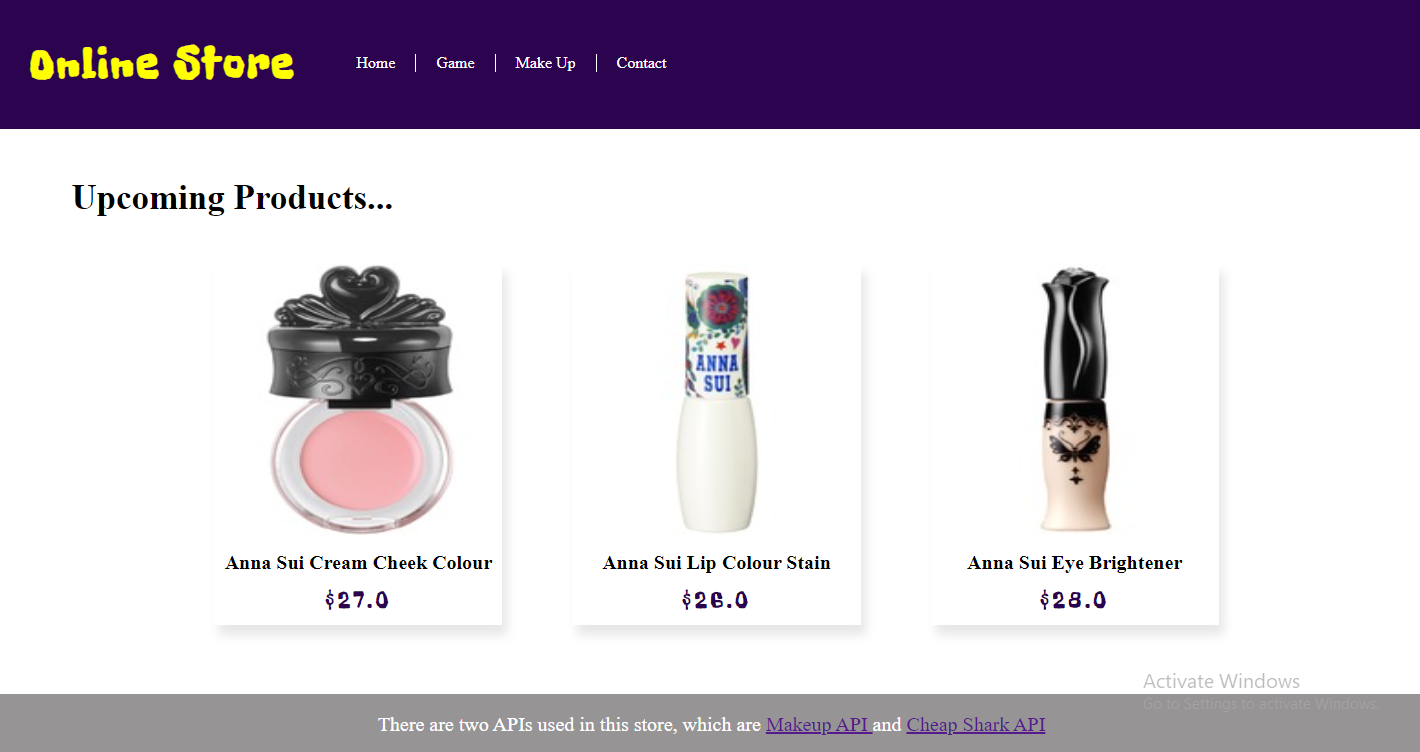 Online Store
Home
Game
Make Up
Contact
Upcoming Products...
ANNA
SUI
Anna Sui Cream Cheek Colour
Anna Sui Lip Colour Stain
Anna Sui Eye Brightener
$27.0
$26.0
$28.0
Activate Windows
Go to Settings to activate Windows.
There are two APIs used in this store, which are Makeup API and Cheap Shark API